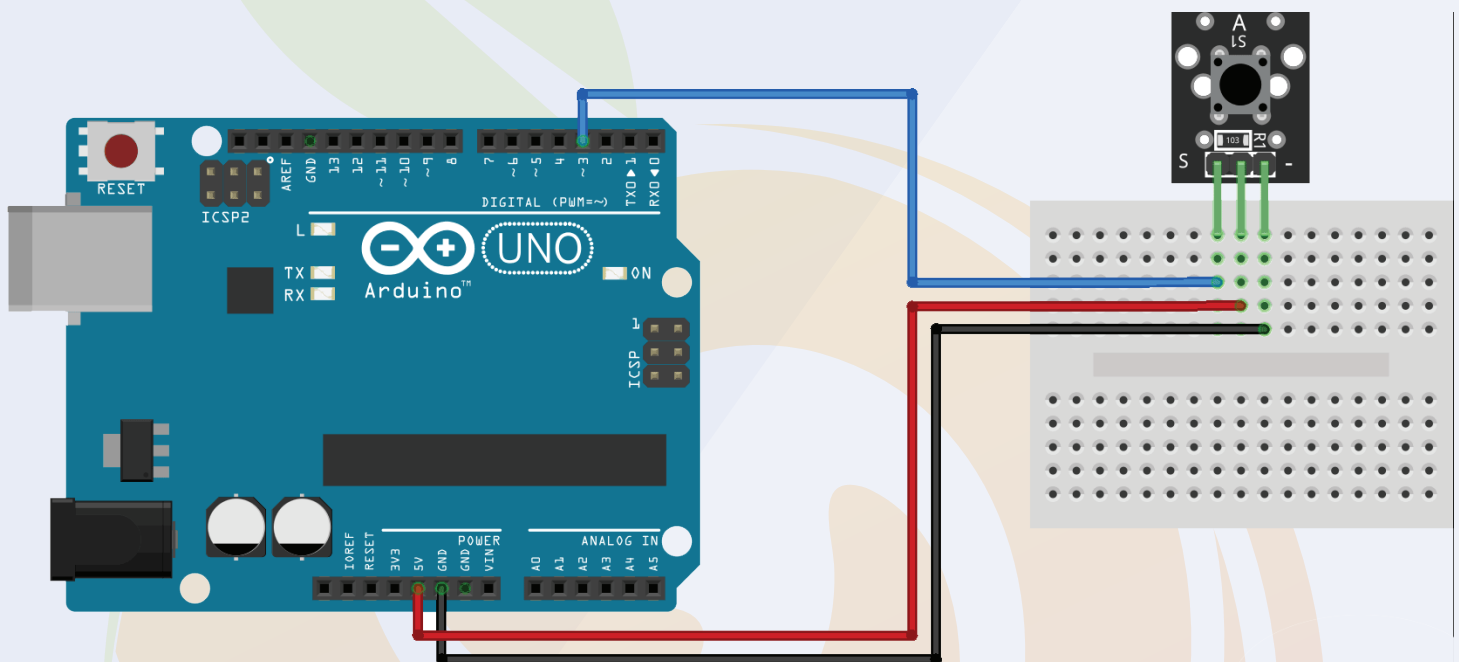 A
S1
103
R1
S
-
RESET
ICSP2
AREF
GND
13
12
~11
~10
~9
8
7
~6
~5
4
~3
2
TX0▶1
RX0◀0
DIGITAL (PWM=~)
L
TX
RX
UNO
Arduino™
ON
1
ICSP
IOREF
RESET
3V3
5V
GND
GND
VIN
POWER
ANALOG IN
A0
A1
A2
A3
A4
A5